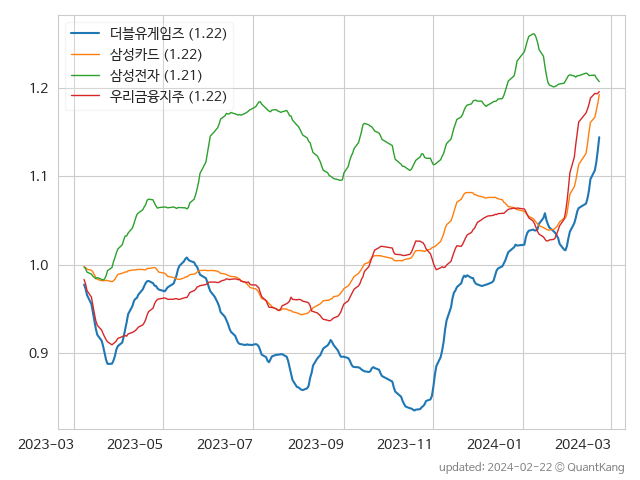 더블유게임즈 (1.22)
삼성카드 (1.22)
삼성전자 (1.21)
우리금융지주 (1.22)
1.2
1.1
1.0
0.9
2023-03 2023-05 2023-07 2023-09 2023-11 2024-01 2024-03
updated: 2024-02-22 © QuantKang